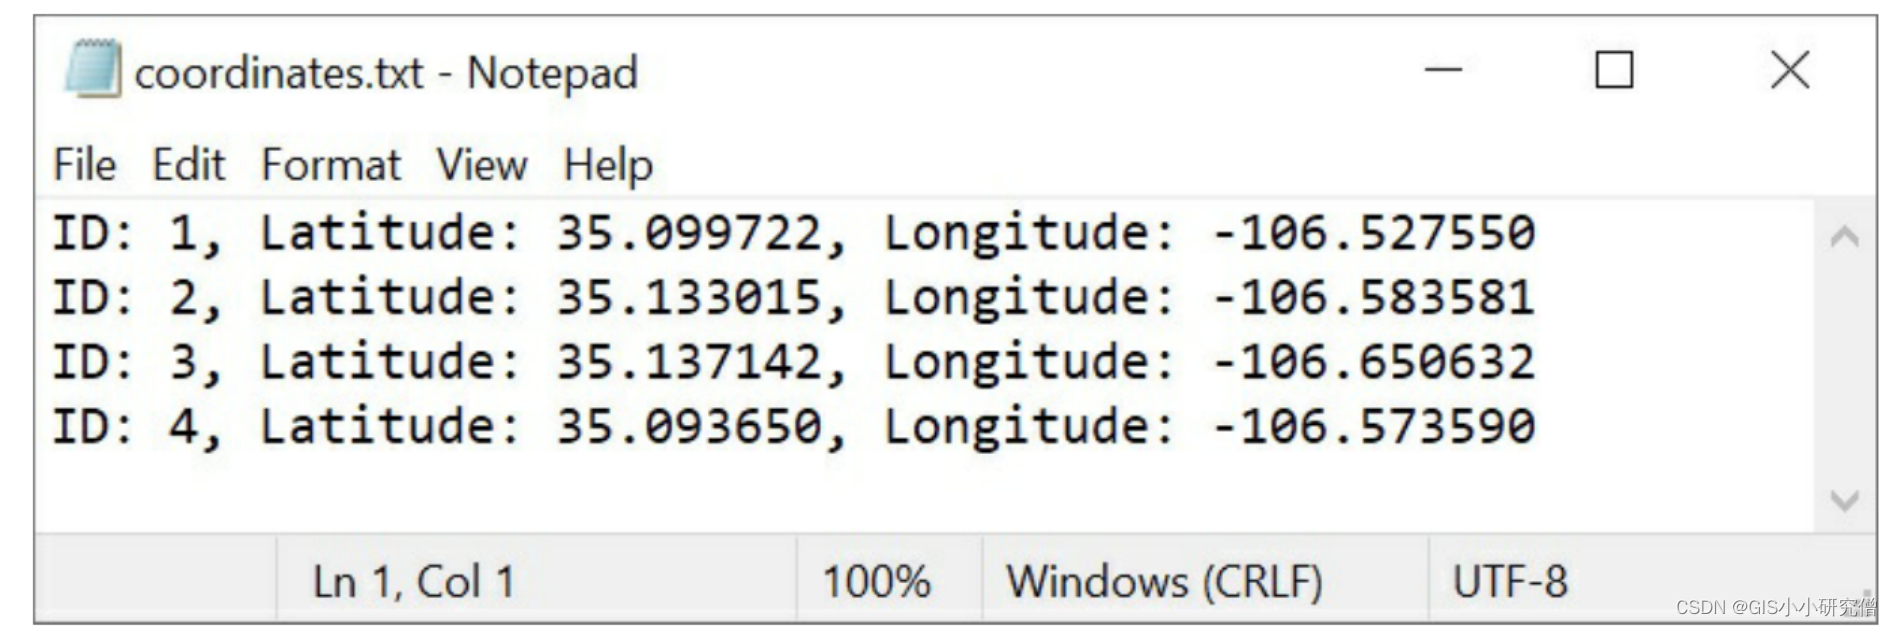 coordinates.txt - Notepad
File Edit Format View Help
ID: 1, Latitude: 35.099722, Longitude: -106.527550
ID: 2, Latitude: 35.133015, Longitude: -106.583581
ID: 3, Latitude: 35.137142, Longitude: -106.650632
ID: 4, Latitude: 35.093650, Longitude: -106.573590
Ln 1, Col 1 100% Windows (CRLF) UTF-8
CSDN @GIS小小研究僧